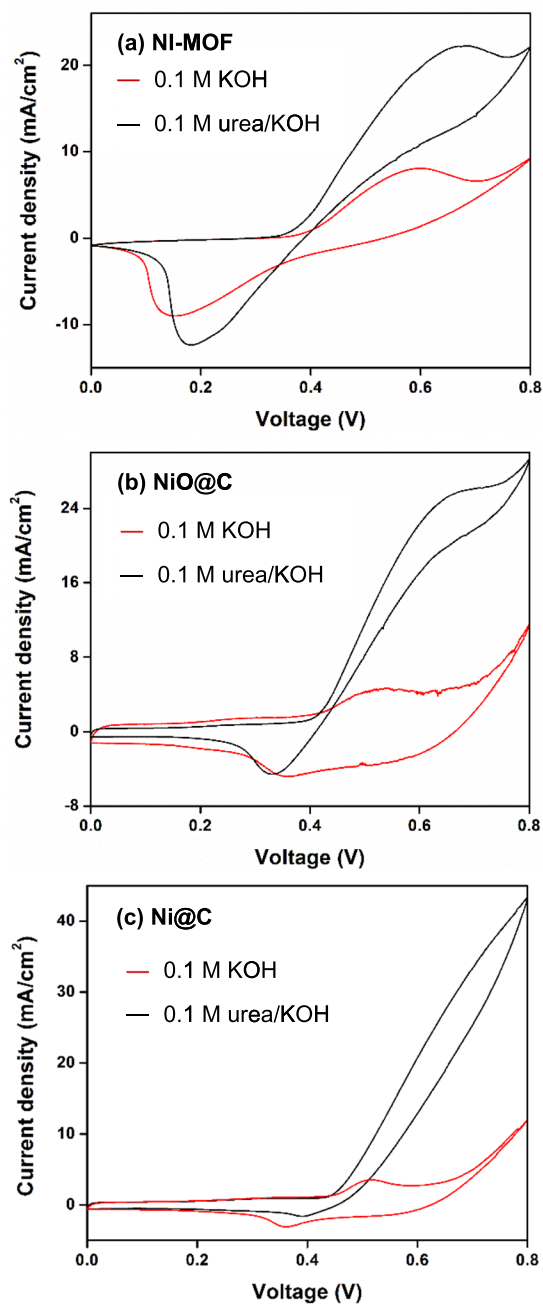 (a) NI-MOF
0.1 M KOH
0.1 M urea/KOH
Current density (mA/cm²)
20
10
0
-10
0.0 0.2 0.4 0.6 0.8
Voltage (V)
(b) NiO@C
0.1 M KOH
0.1 M urea/KOH
Current density (mA/cm²)
24
16
8
0
-8
0.0 0.2 0.4 0.6 0.8
Voltage (V)
(c) Ni@C
0.1 M KOH
0.1 M urea/KOH
Current density (mA/cm²)
40
30
20
10
0
0.0 0.2 0.4 0.6 0.8
Voltage (V)